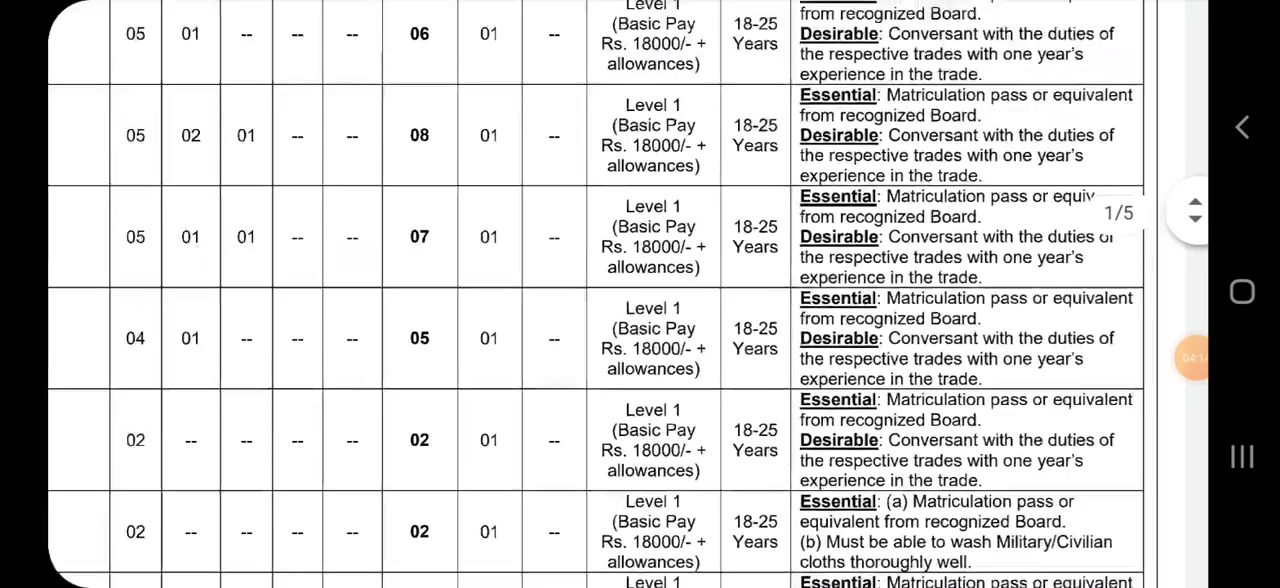 Level 1
05 01 -- -- -- 06 01 -- (Basic Pay 18-25 from recognized Board.
Rs. 18000/- + Years Desirable: Conversant with the duties of
allowances) the respective trades with one year's
experience in the trade.
Level 1 Essential: Matriculation pass or equivalent
05 02 01 -- -- 08 01 -- (Basic Pay 18-25 from recognized Board.
Rs. 18000/- + Years Desirable: Conversant with the duties of
allowances) the respective trades with one year's
experience in the trade.
Level 1 Essential: Matriculation pass or equiv
05 01 01 -- -- 07 01 -- (Basic Pay 18-25 from recognized Board.
Rs. 18000/- + Years Desirable: Conversant with the duties
allowances) the respective trades with one year's
experience in the trade.
1/5
Level 1 Essential: Matriculation pass or equivalent
04 01 -- -- -- 05 01 -- (Basic Pay 18-25 from recognized Board.
Rs. 18000/- + Years Desirable: Conversant with the duties of
allowances) the respective trades with one year's
experience in the trade.
Level 1 Essential: Matriculation pass or equivalent
02 -- -- -- -- 02 01 -- (Basic Pay 18-25 from recognized Board.
Rs. 18000/- + Years Desirable: Conversant with the duties of
allowances) the respective trades with one year's
experience in the trade.
Level 1 Essential: (a) Matriculation pass or
02 -- -- -- -- 02 01 -- (Basic Pay 18-25 equivalent from recognized Board.
Rs. 18000/- + Years (b) Must be able to wash Military/Civilian
allowances) cloths thoroughly well.
Level 1 Essential: Matriculation pass or equivalent